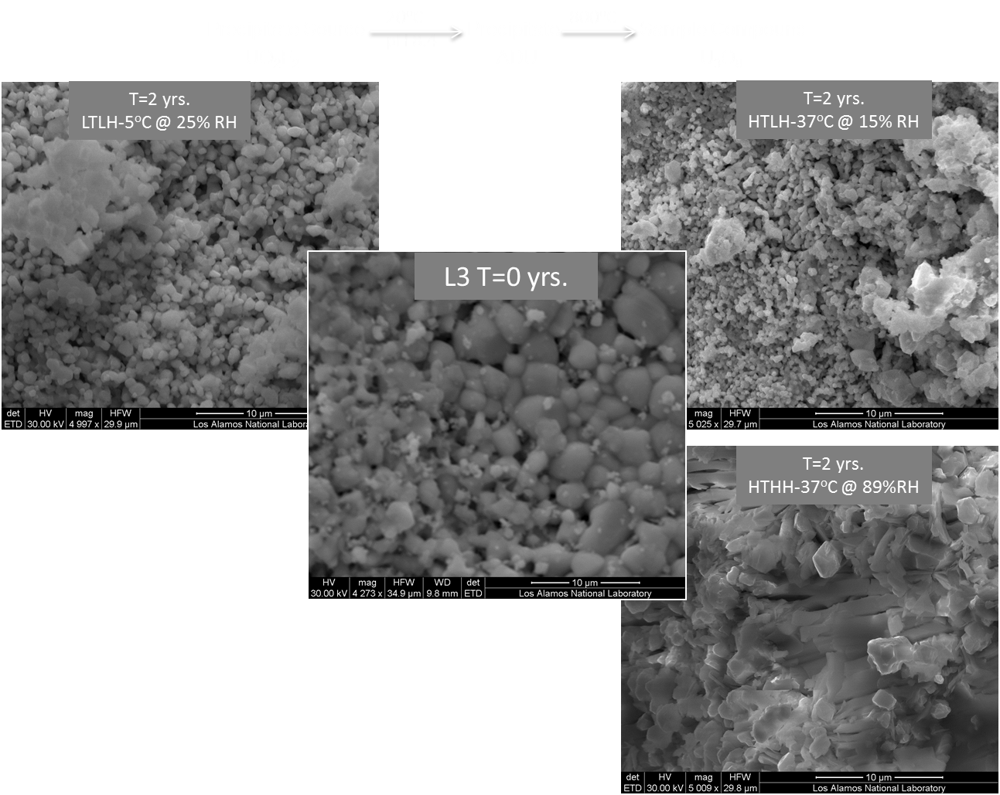 T=2 yrs.
LTLH-5°C @ 25% RH
T=2 yrs.
HTLH-37°C @ 15% RH
L3 T=0 yrs.
det HV mag HFW 10 µm
ETD 30.00 kV 4 997 x 29.9 µm Los Alamos National Labor
mag HFW 10 µm
5 025 x 29.7 µm Los Alamos National Laboratory
T=2 yrs.
HTHH-37°C @ 89%RH
HV mag HFW WD det 10 µm
30.00 kV 4 273 x 34.9 µm 9.8 mm ETD Los Alamos National Laboratory
det HV mag HFW 10 µm
ETD 30.00 kV 5 009 x 29.8 µm Los Alamos National Laboratory